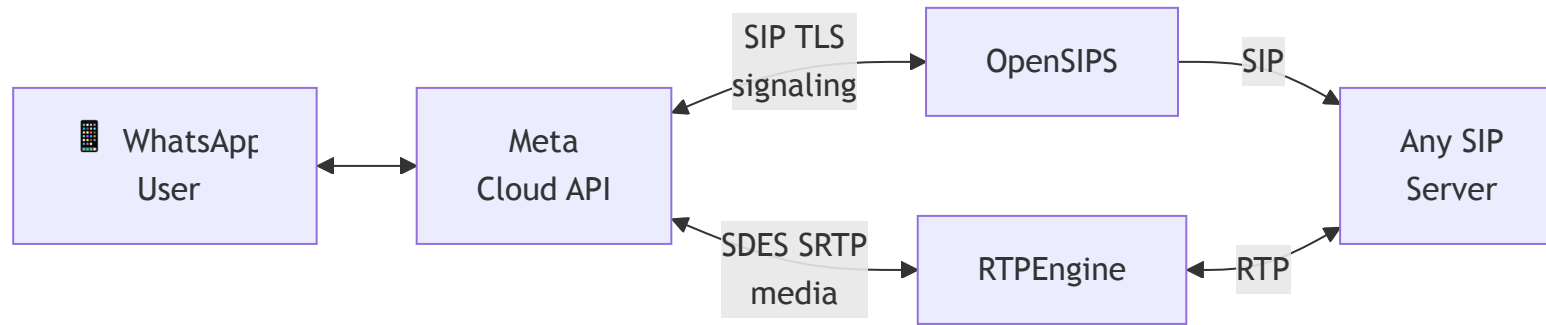 WhatsApp
User
Meta
Cloud API
SIP TLS
signaling
OpenSIPS
SIP
SDES SRTP
media
RTPEngine
RTP
Any SIP
Server